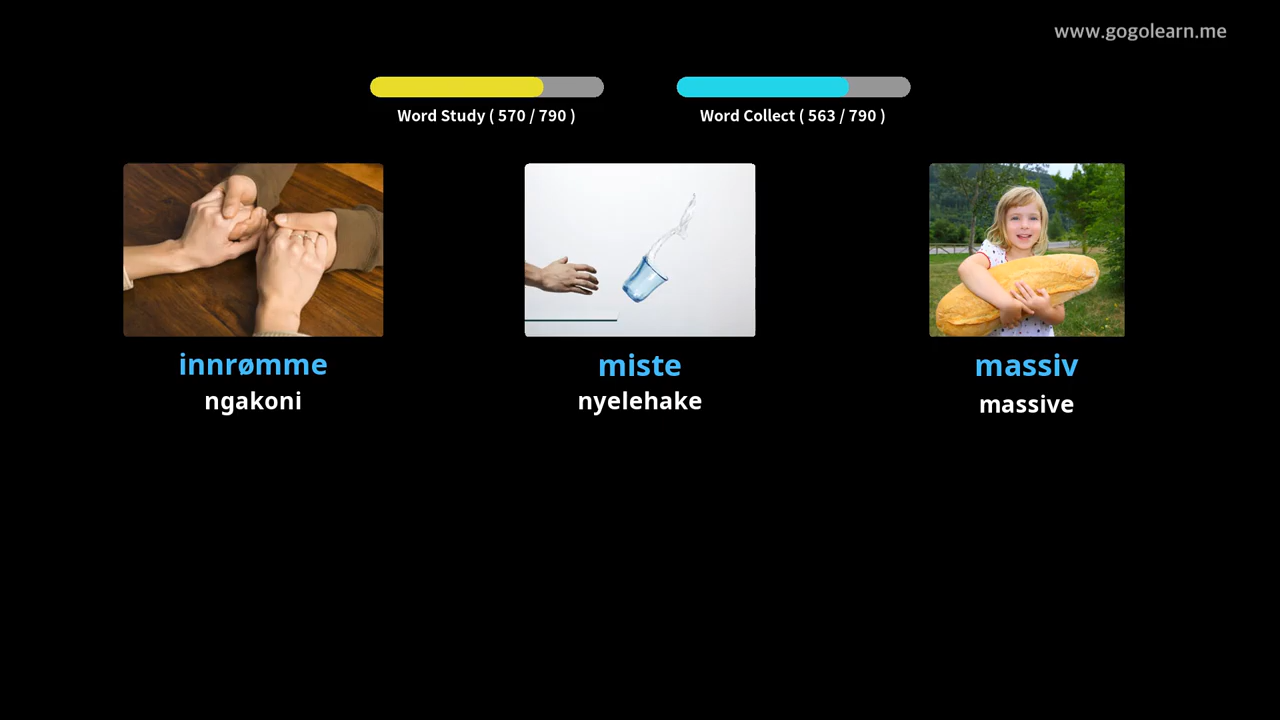 www.gogolearn.me
Word Study ( 570 / 790 )
Word Collect ( 563 / 790 )
innrømme
miste
massiv
ngakoni
nyelehake
massive